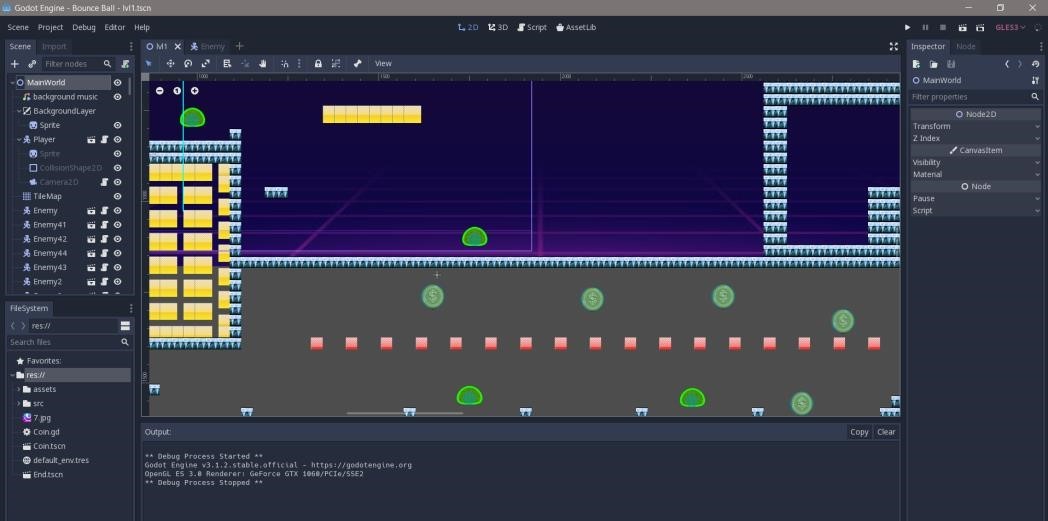 Godot Engine - Bounce Ball - lvl1.tscn
Scene Project Debug Editor Help
2D 3D Script AssetLib
GLES3
Scene Import
lvl1 Enemy
Inspector Node
Filter nodes
View
MainWorld
Filter properties
MainWorld
background music
BackgroundLayer
Sprite
Player
Sprite
CollisionShape2D
Camera2D
TileMap
Enemy
Enemy41
Enemy42
Enemy44
Enemy43
Enemy2
1000 1500 2000 2500
Node2D
Transform
Z Index
CanvasItem
Visibility
Material
Node
Pause
Script
FileSystem
res://
Search files
Favorites:
res://
assets
src
7.jpg
Coin.gd
Coin.tscn
default_env.tres
End.tscn
Output:
Copy Clear
** Debug Process Started **
Godot Engine v3.1.2.stable.official - https://godotengine.org
OpenGL ES 3.0 Renderer: GeForce GTX 1060/PCIe/SSE2
** Debug Process Stopped **